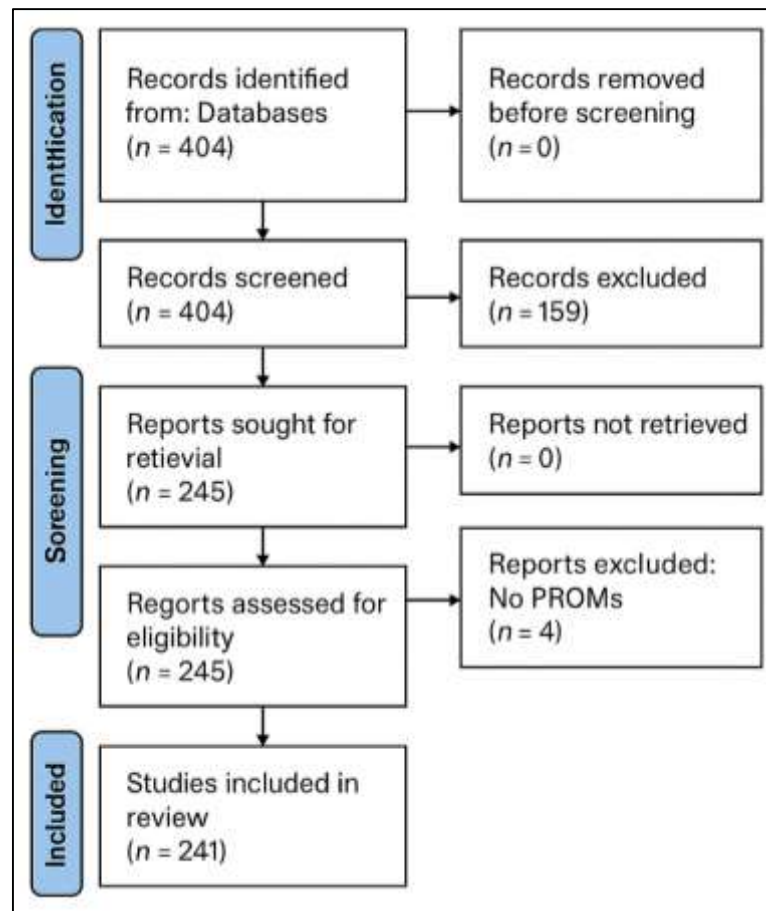 Identification
Records identified
from: Databases
(n = 404)
Records removed
before screening
(n = 0)
Records screened
(n = 404)
Records excluded
(n = 159)
Soreening
Reports sought for
retievial
(n = 245)
Reports not retrieved
(n = 0)
Regorts assessed for
eligibility
(n = 245)
Reports excluded:
No PROMs
(n = 4)
Included
Studies included in
review
(n = 241)